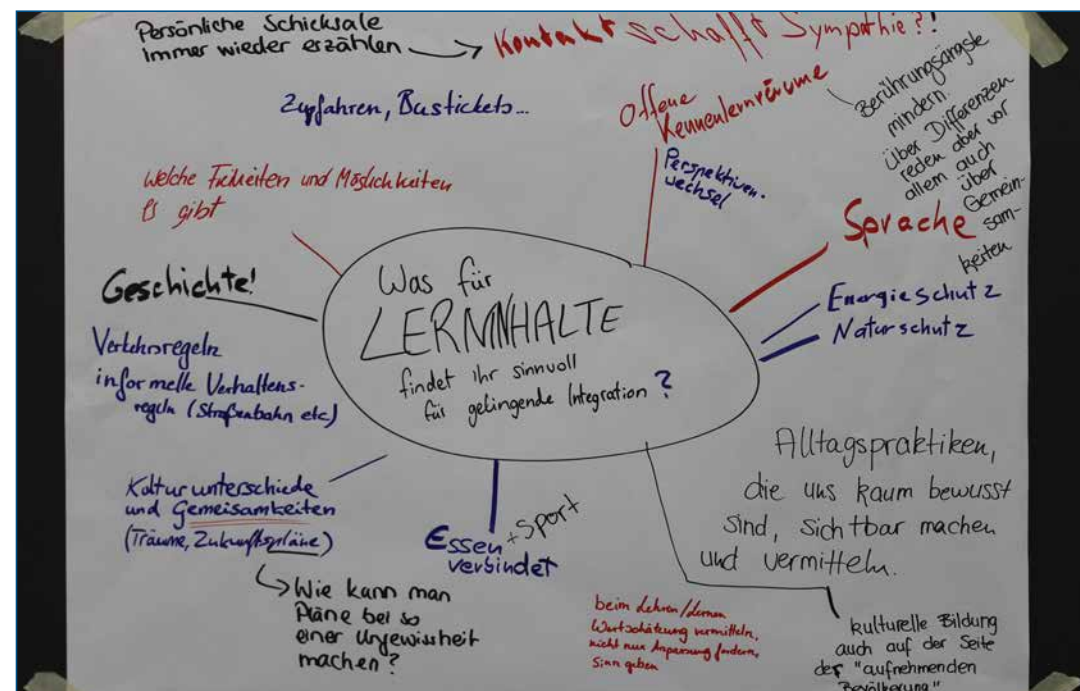 Persönliche Schicksale
immer wieder erzählen → Kontakt schafft Sympathie?!
Zugfahren, Bustickets...
Offene
Kennenlernräume
Berührungsängste
mindern.
Über Differenzen
reden aber vor
allem auch
über
Gemein-
sam-
keiten
Perspektiven-
wechsel
Welche Freiheiten und Möglichkeiten
es gibt
Sprache
Geschichte!
Energieschutz
Naturschutz
Was für
LERNINHALTE
findet ihr sinnvoll
für gelingende Integration?
Verkehrsregeln
informelle Verhaltens-
regeln (Straßenbahn etc)
Kulturunterschiede
und Gemeisamkeiten
(Träume, Zukunftspläne)
→ Wie kann man
Pläne bei so
einer Ungewissheit
machen?
Essen + Sport
verbindet
Alltagspraktiken,
die uns kaum bewusst
sind, sichtbar machen
und vermitteln.
beim Lehren/Lernen
Wertschätzung vermitteln,
nicht nur Anpassung fordern,
Sinn geben
kulturelle Bildung
auch auf der Seite
der "aufnehmenden
Bevölkerung"